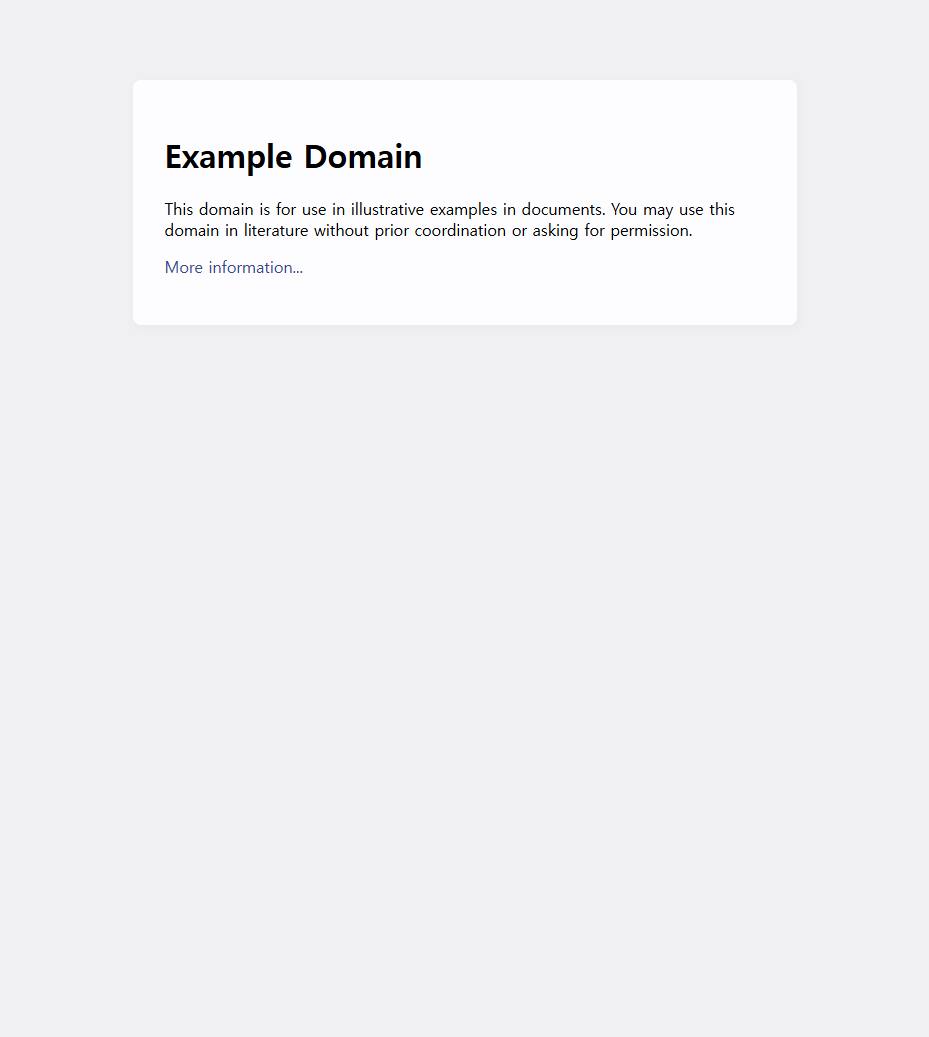 Example Domain
This domain is for use in illustrative examples in documents. You may use this
domain in literature without prior coordination or asking for permission.
More information...